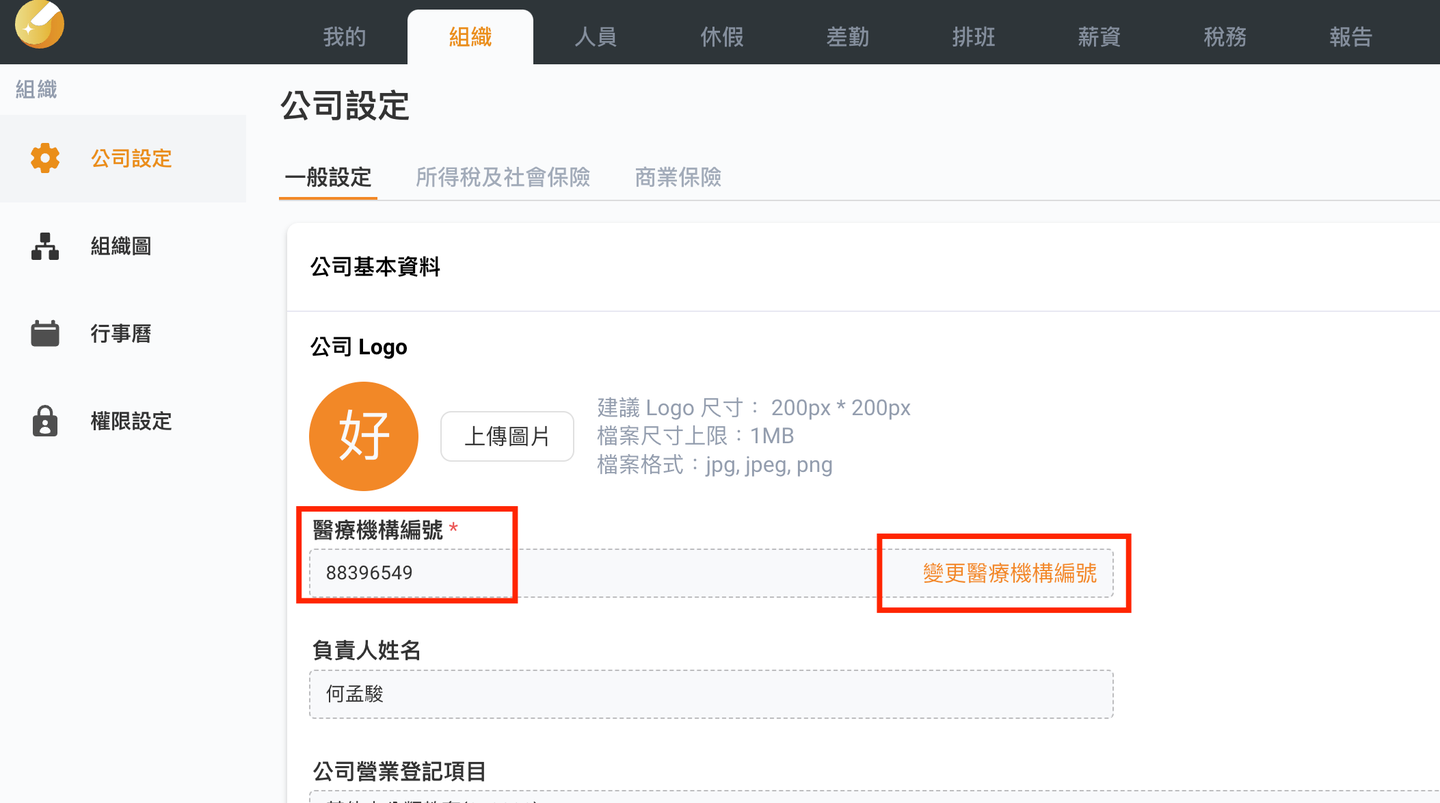 我的 組織 人員 休假 差勤 排班 薪資 稅務 報告
組織
公司設定
組織圖
行事曆
權限設定
公司設定
一般設定 所得稅及社會保險 商業保險
公司基本資料
公司 Logo
好
上傳圖片
建議 Logo 尺寸： 200px * 200px
檔案尺寸上限：1MB
檔案格式：jpg, jpeg, png
醫療機構編號 *
88396549
變更醫療機構編號
負責人姓名
何孟駿
公司營業登記項目